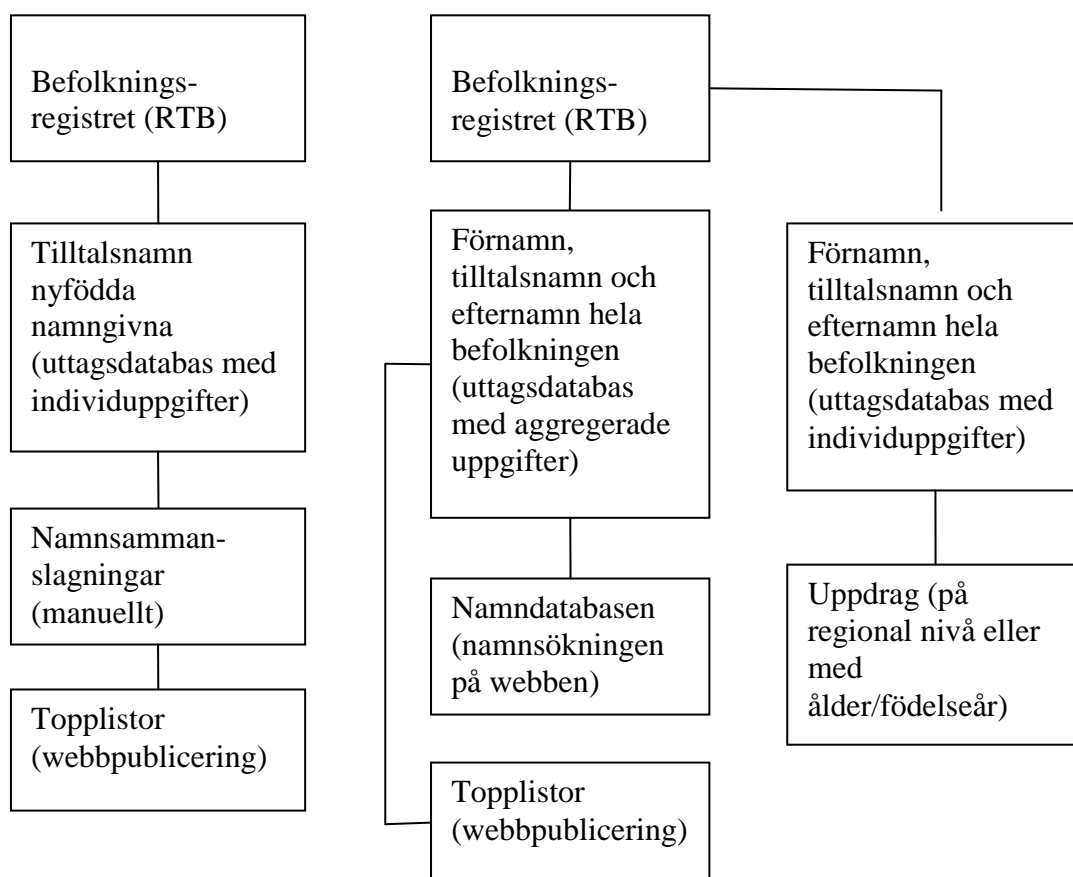 Befolknings-
registret (RTB)
Tilltalsnamn
nyfödda
namngivna
(uttagsdatabas med
individuppgifter)
Namnsamman-
slagningar
(manuellt)
Topplistor
(webbpublicering)
Befolknings-
registret (RTB)
Förnamn,
tilltalsnamn och
efternamn hela
befolkningen
(uttagsdatabas
med aggregerade
uppgifter)
Namndatabasen
(namnsökningen
på webben)
Topplistor
(webbpublicering)
Förnamn,
tilltalsnamn och
efternamn hela
befolkningen
(uttagsdatabas med
individuppgifter)
Uppdrag (på
regional nivå eller
med
ålder/födelseår)